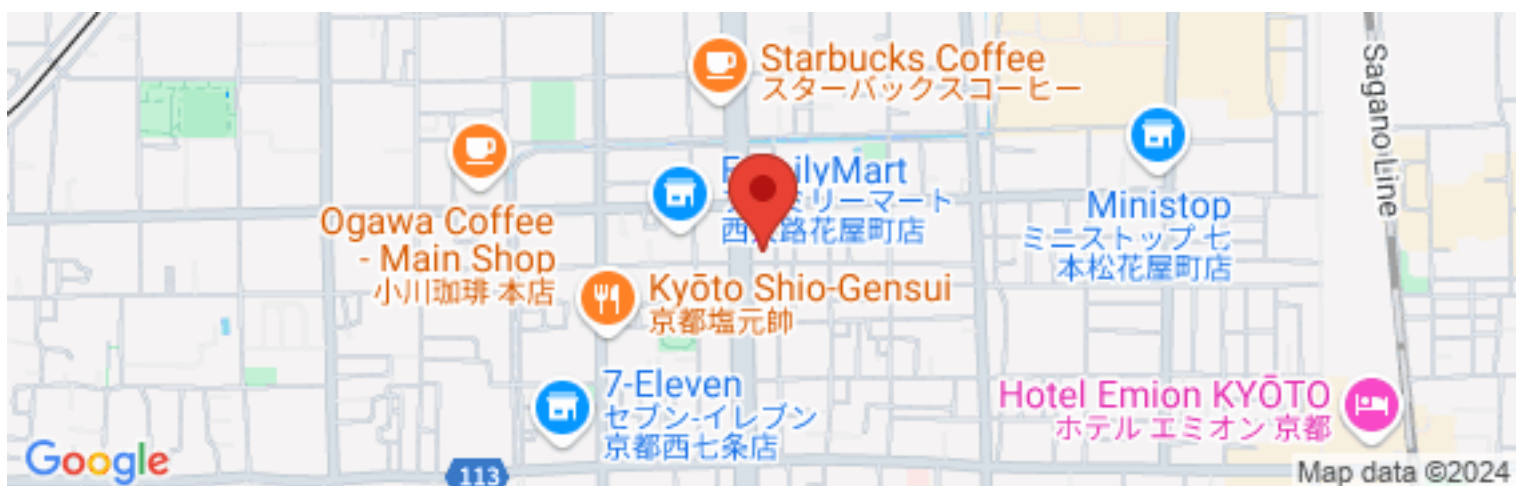 Starbucks Coffee
スターバックスコーヒー
Sagano Line
Ogawa Coffee
- Main Shop
小川珈琲 本店
ミリーマート
花屋町店
Ministop
ミニストップ 七
本松花屋町店
Kyōto Shio-Gensui
京都塩元帥
7-Eleven
セブン-イレブン
京都西七条店
Hotel Emion KYŌTO
ホテル エミオン 京都
Google
113
Map data ©2024